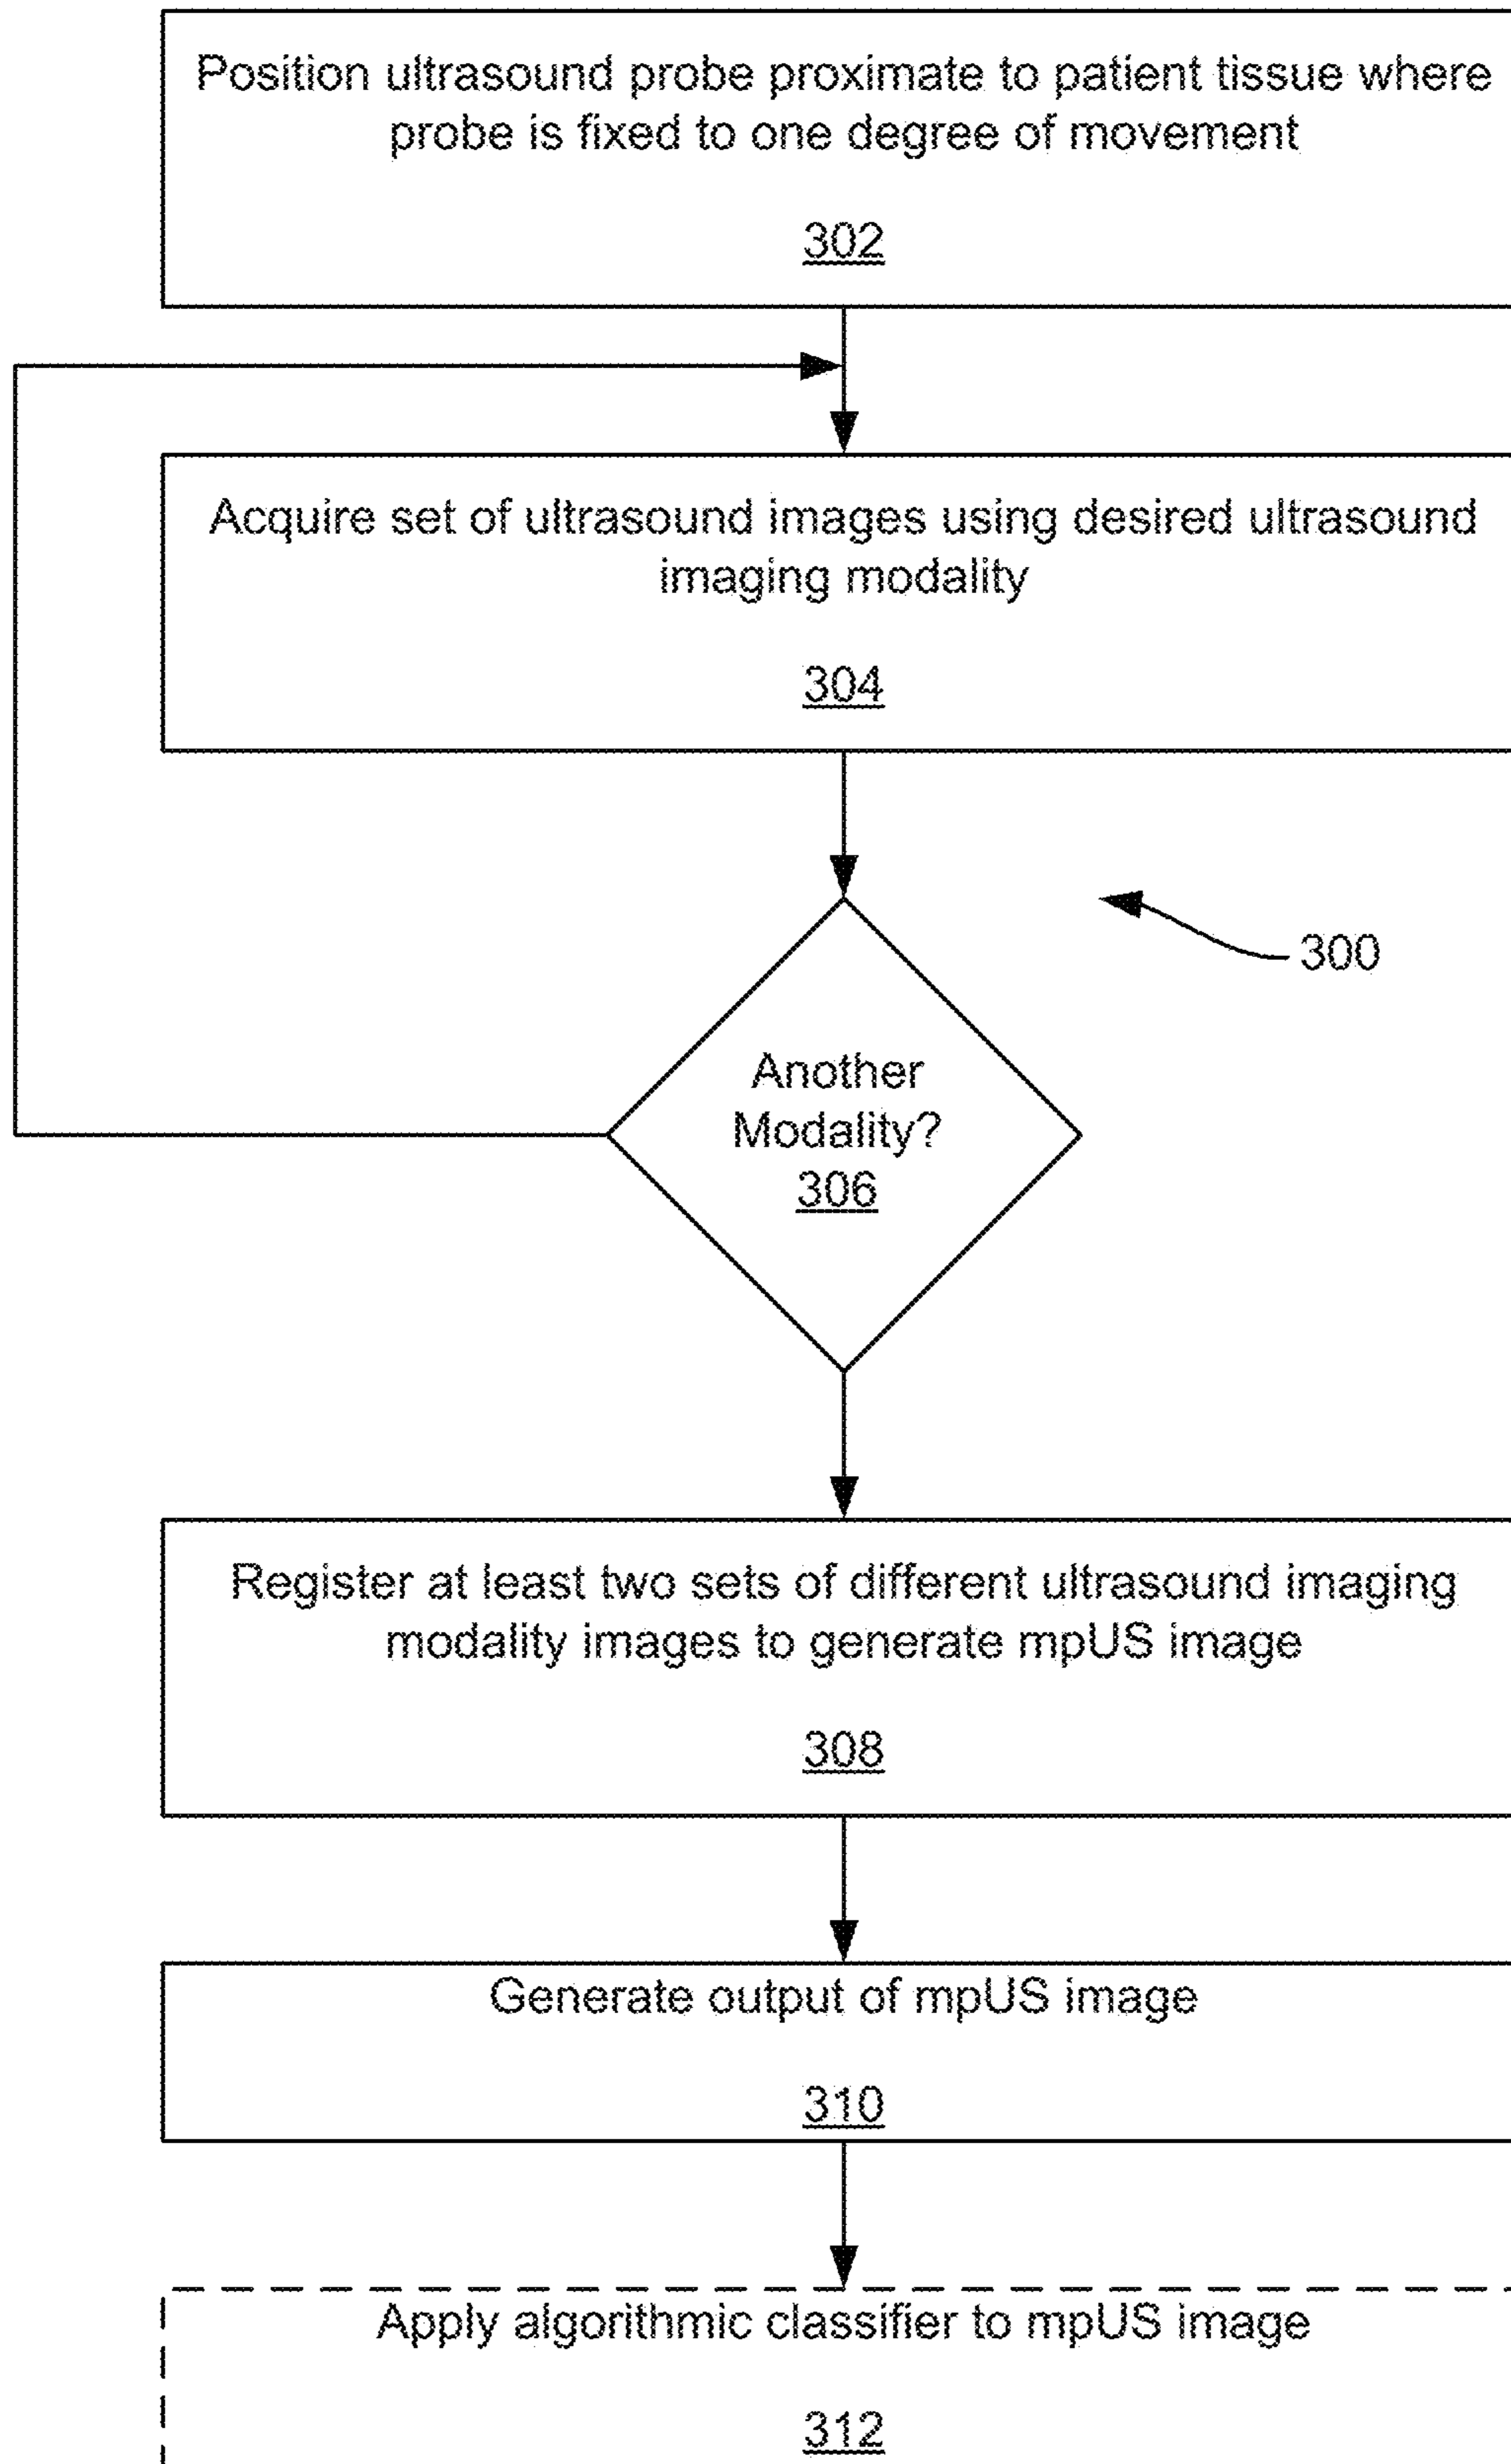 Position ultrasound probe proximate to patient tissue where
probe is fixed to one degree of movement
302
Acquire set of ultrasound images using desired ultrasound
imaging modality
304
300
Another
Modality?
306
Register at least two sets of different ultrasound imaging
modality images to generate mpUS image
308
Generate output of mpUS image
310
Apply algorithmic classifier to mpUS image
312